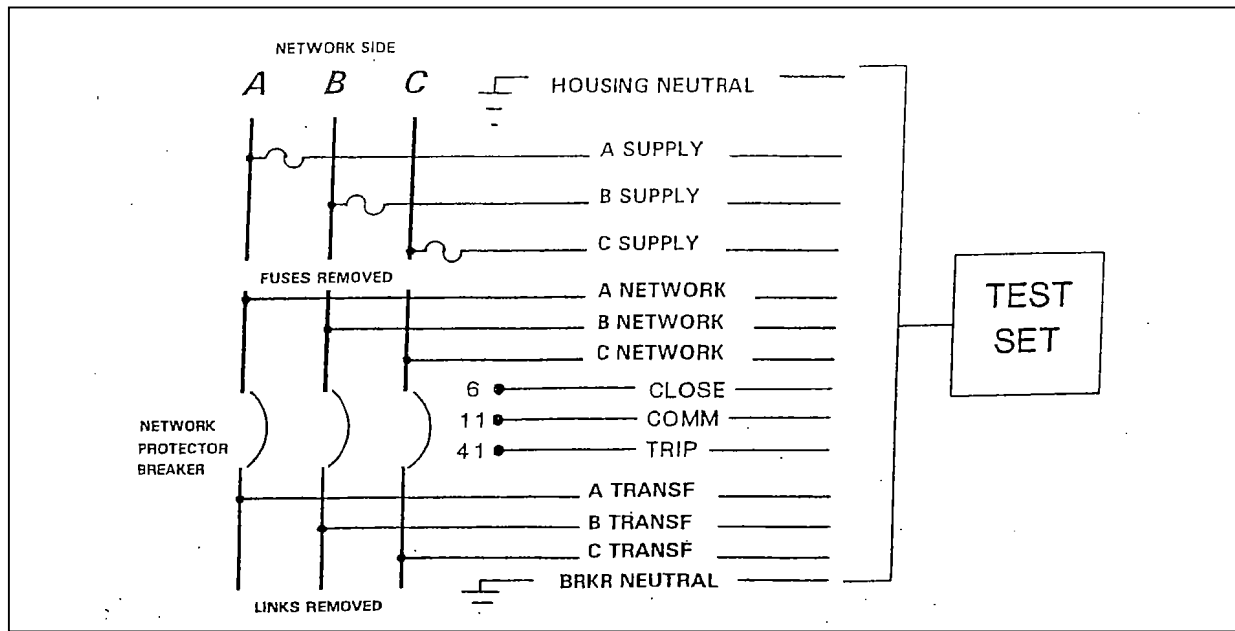 NETWORK SIDE
A B C
HOUSING NEUTRAL
A SUPPLY
B SUPPLY
C SUPPLY
FUSES REMOVED
A NETWORK
B NETWORK
C NETWORK
6 CLOSE
11 COMM
41 TRIP
NETWORK
PROTECTOR
BREAKER
A TRANSF
B TRANSF
C TRANSF
BRKR NEUTRAL
LINKS REMOVED
TEST
SET